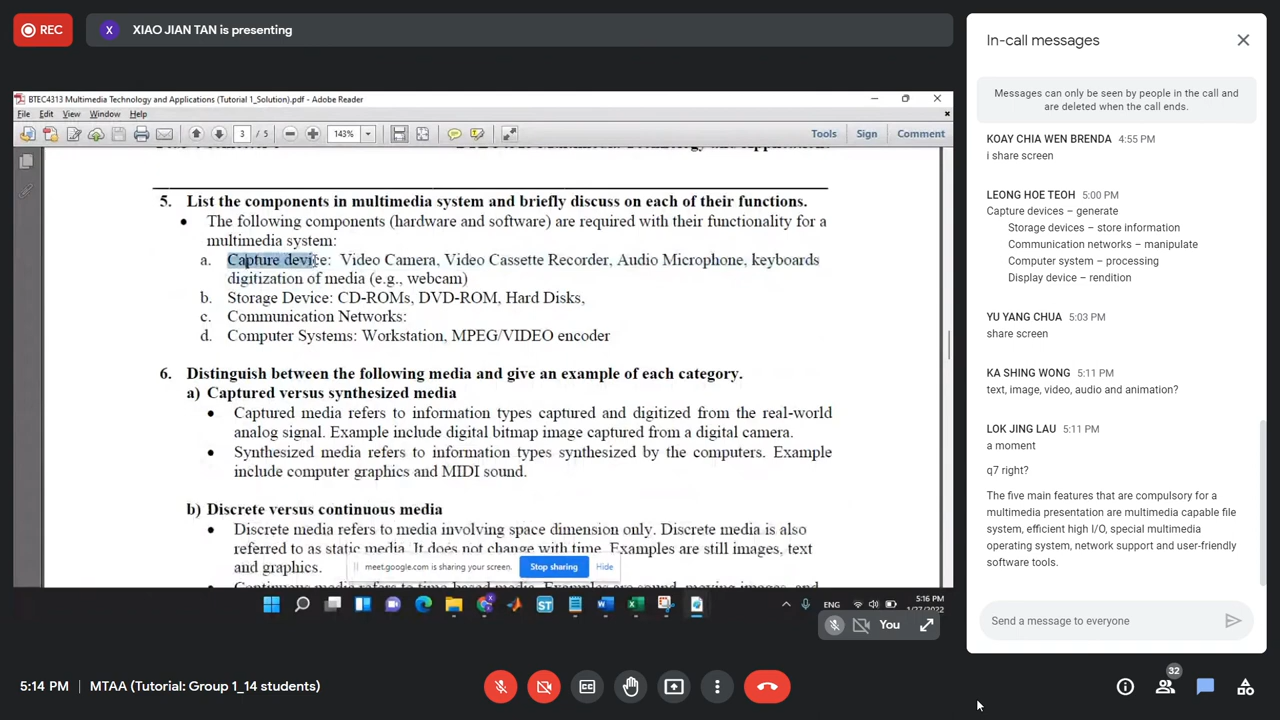 REC
X
XIAO JIAN TAN is presenting
BTEC4313 Multimedia Technology and Applications (Tutorial 1_Solution).pdf - Adobe Reader
File Edit View Window Help
3 / 5 143% Tools Sign Comment
5. List the components in multimedia system and briefly discuss on each of their functions.
• The following components (hardware and software) are required with their functionality for a
multimedia system:
a. Capture device: Video Camera, Video Cassette Recorder, Audio Microphone, keyboards
digitization of media (e.g., webcam)
b. Storage Device: CD-ROMs, DVD-ROM, Hard Disks,
c. Communication Networks:
d. Computer Systems: Workstation, MPEG/VIDEO encoder
6. Distinguish between the following media and give an example of each category.
a) Captured versus synthesized media
• Captured media refers to information types captured and digitized from the real-world
analog signal. Example include digital bitmap image captured from a digital camera.
• Synthesized media refers to information types synthesized by the computers. Example
include computer graphics and MIDI sound.
b) Discrete versus continuous media
• Discrete media refers to media involving space dimension only. Discrete media is also
referred to as static media. It does not change with time. Examples are still images, text
and graphics.
meet.google.com is sharing your screen. Stop sharing Hide
ENG
5:16 PM
1/27/2022
You
5:14 PM MTAA (Tutorial: Group 1_14 students)
In-call messages
Messages can only be seen by people in the call and
are deleted when the call ends.
KOAY CHIA WEN BRENDA 4:55 PM
i share screen
LEONG HOE TEOH 5:00 PM
Capture devices – generate
Storage devices – store information
Communication networks – manipulate
Computer system – processing
Display device – rendition
YU YANG CHUA 5:03 PM
share screen
KA SHING WONG 5:11 PM
text, image, video, audio and animation?
LOK JING LAU 5:11 PM
a moment
q7 right?
The five main features that are compulsory for a
multimedia presentation are multimedia capable file
system, efficient high I/O, special multimedia
operating system, network support and user-friendly
software tools.
Send a message to everyone
32